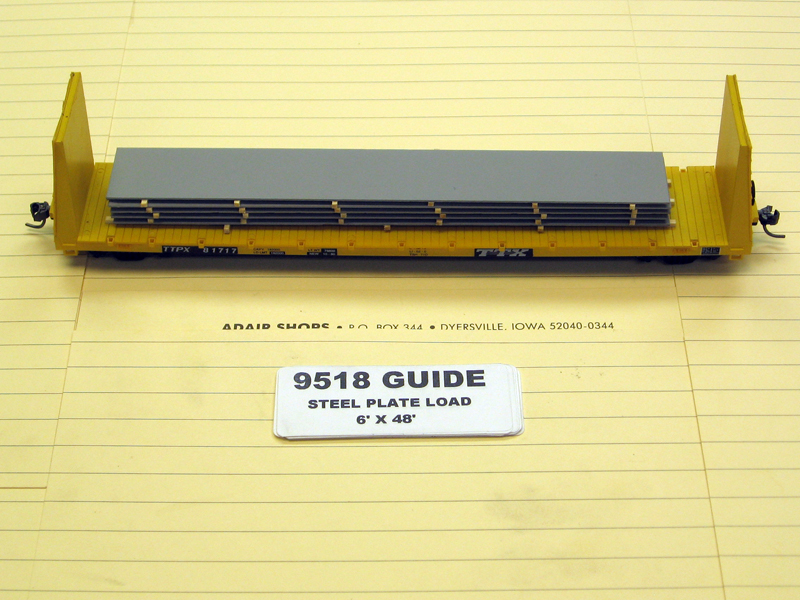 TTPX 81717
TTX
ADAIR SHOPS • P.O. BOX 344 • DYERSVILLE, IOWA 52040-0344
9518 GUIDE
STEEL PLATE LOAD
6' X 48'